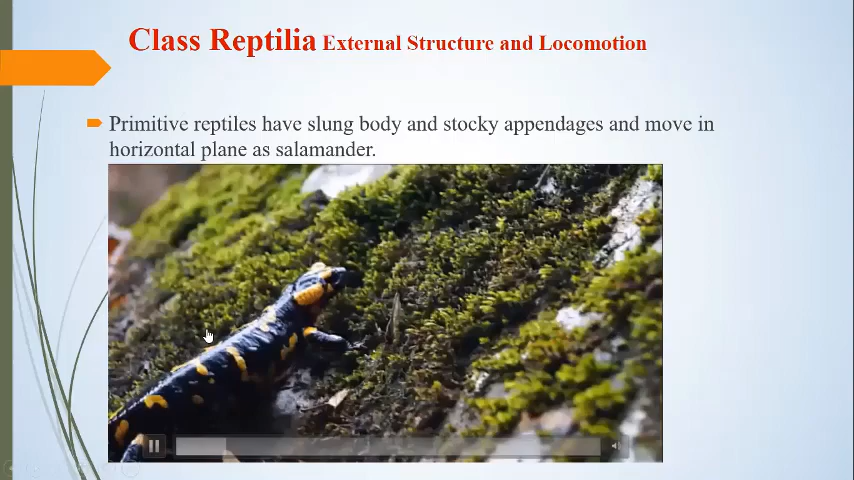 Class Reptilia External Structure and Locomotion
Primitive reptiles have slung body and stocky appendages and move in
horizontal plane as salamander.